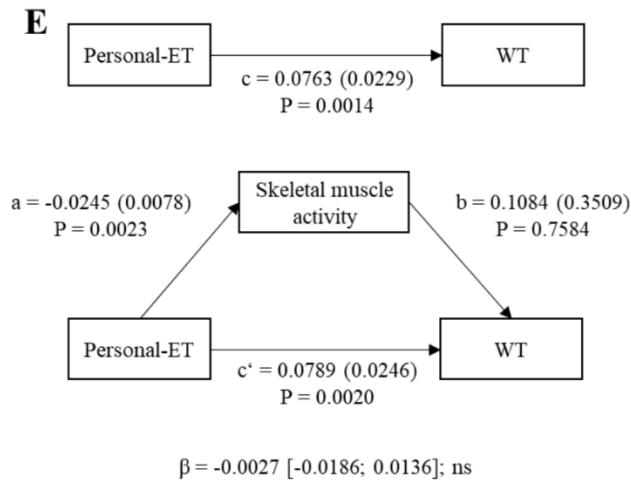 E
Personal-ET
WT
c = 0.0763 (0.0229)
P = 0.0014
a = -0.0245 (0.0078)
P = 0.0023
Skeletal muscle
activity
b = 0.1084 (0.3509)
P = 0.7584
Personal-ET
WT
c‘ = 0.0789 (0.0246)
P = 0.0020
β = -0.0027 [-0.0186; 0.0136]; ns